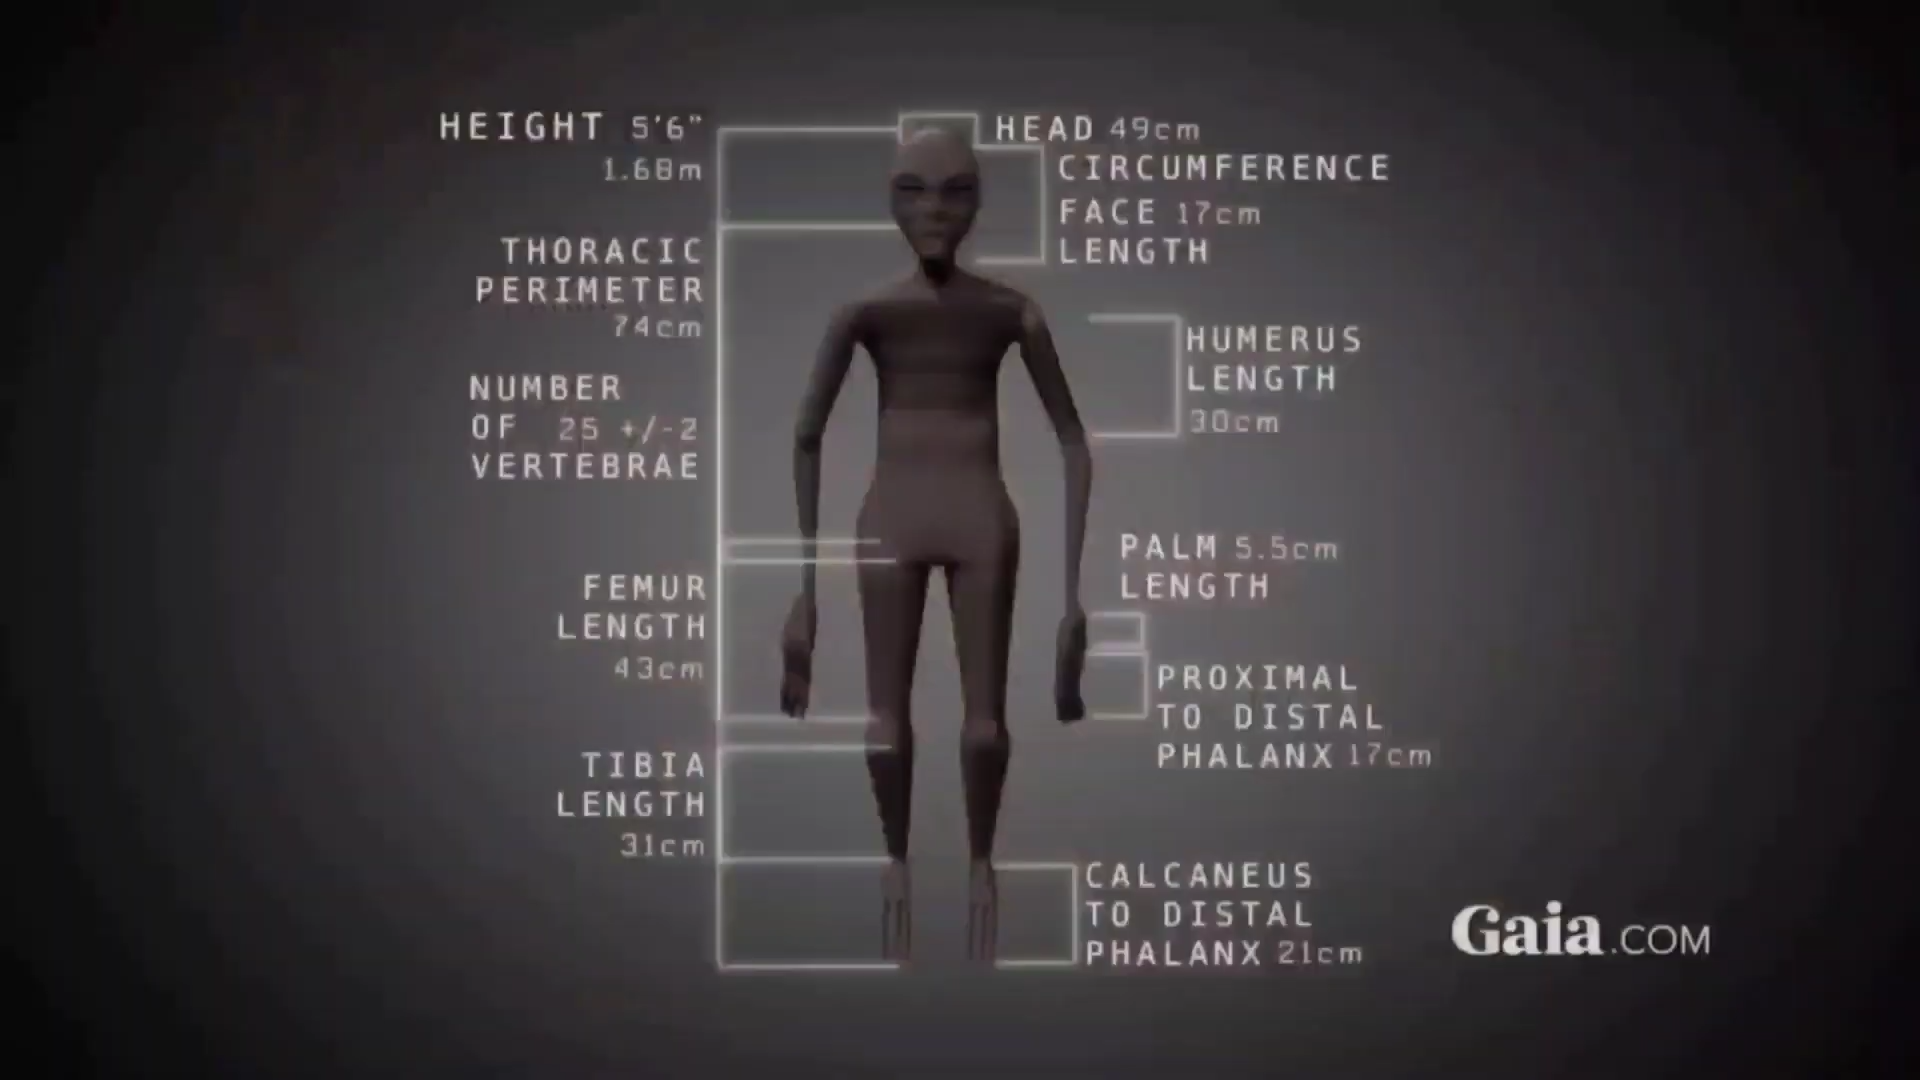 HEIGHT 5'6"
1.68m
THORACIC
PERIMETER
74cm
NUMBER
OF 25 +/-2
VERTEBRAE
FEMUR
LENGTH
43cm
TIBIA
LENGTH
31cm
HEAD 49cm
CIRCUMFERENCE
FACE 17cm
LENGTH
HUMERUS
LENGTH
30cm
PALM 5.5cm
LENGTH
PROXIMAL
TO DISTAL
PHALANX 17cm
CALCANEUS
TO DISTAL
PHALANX 21cm
Gaia.COM